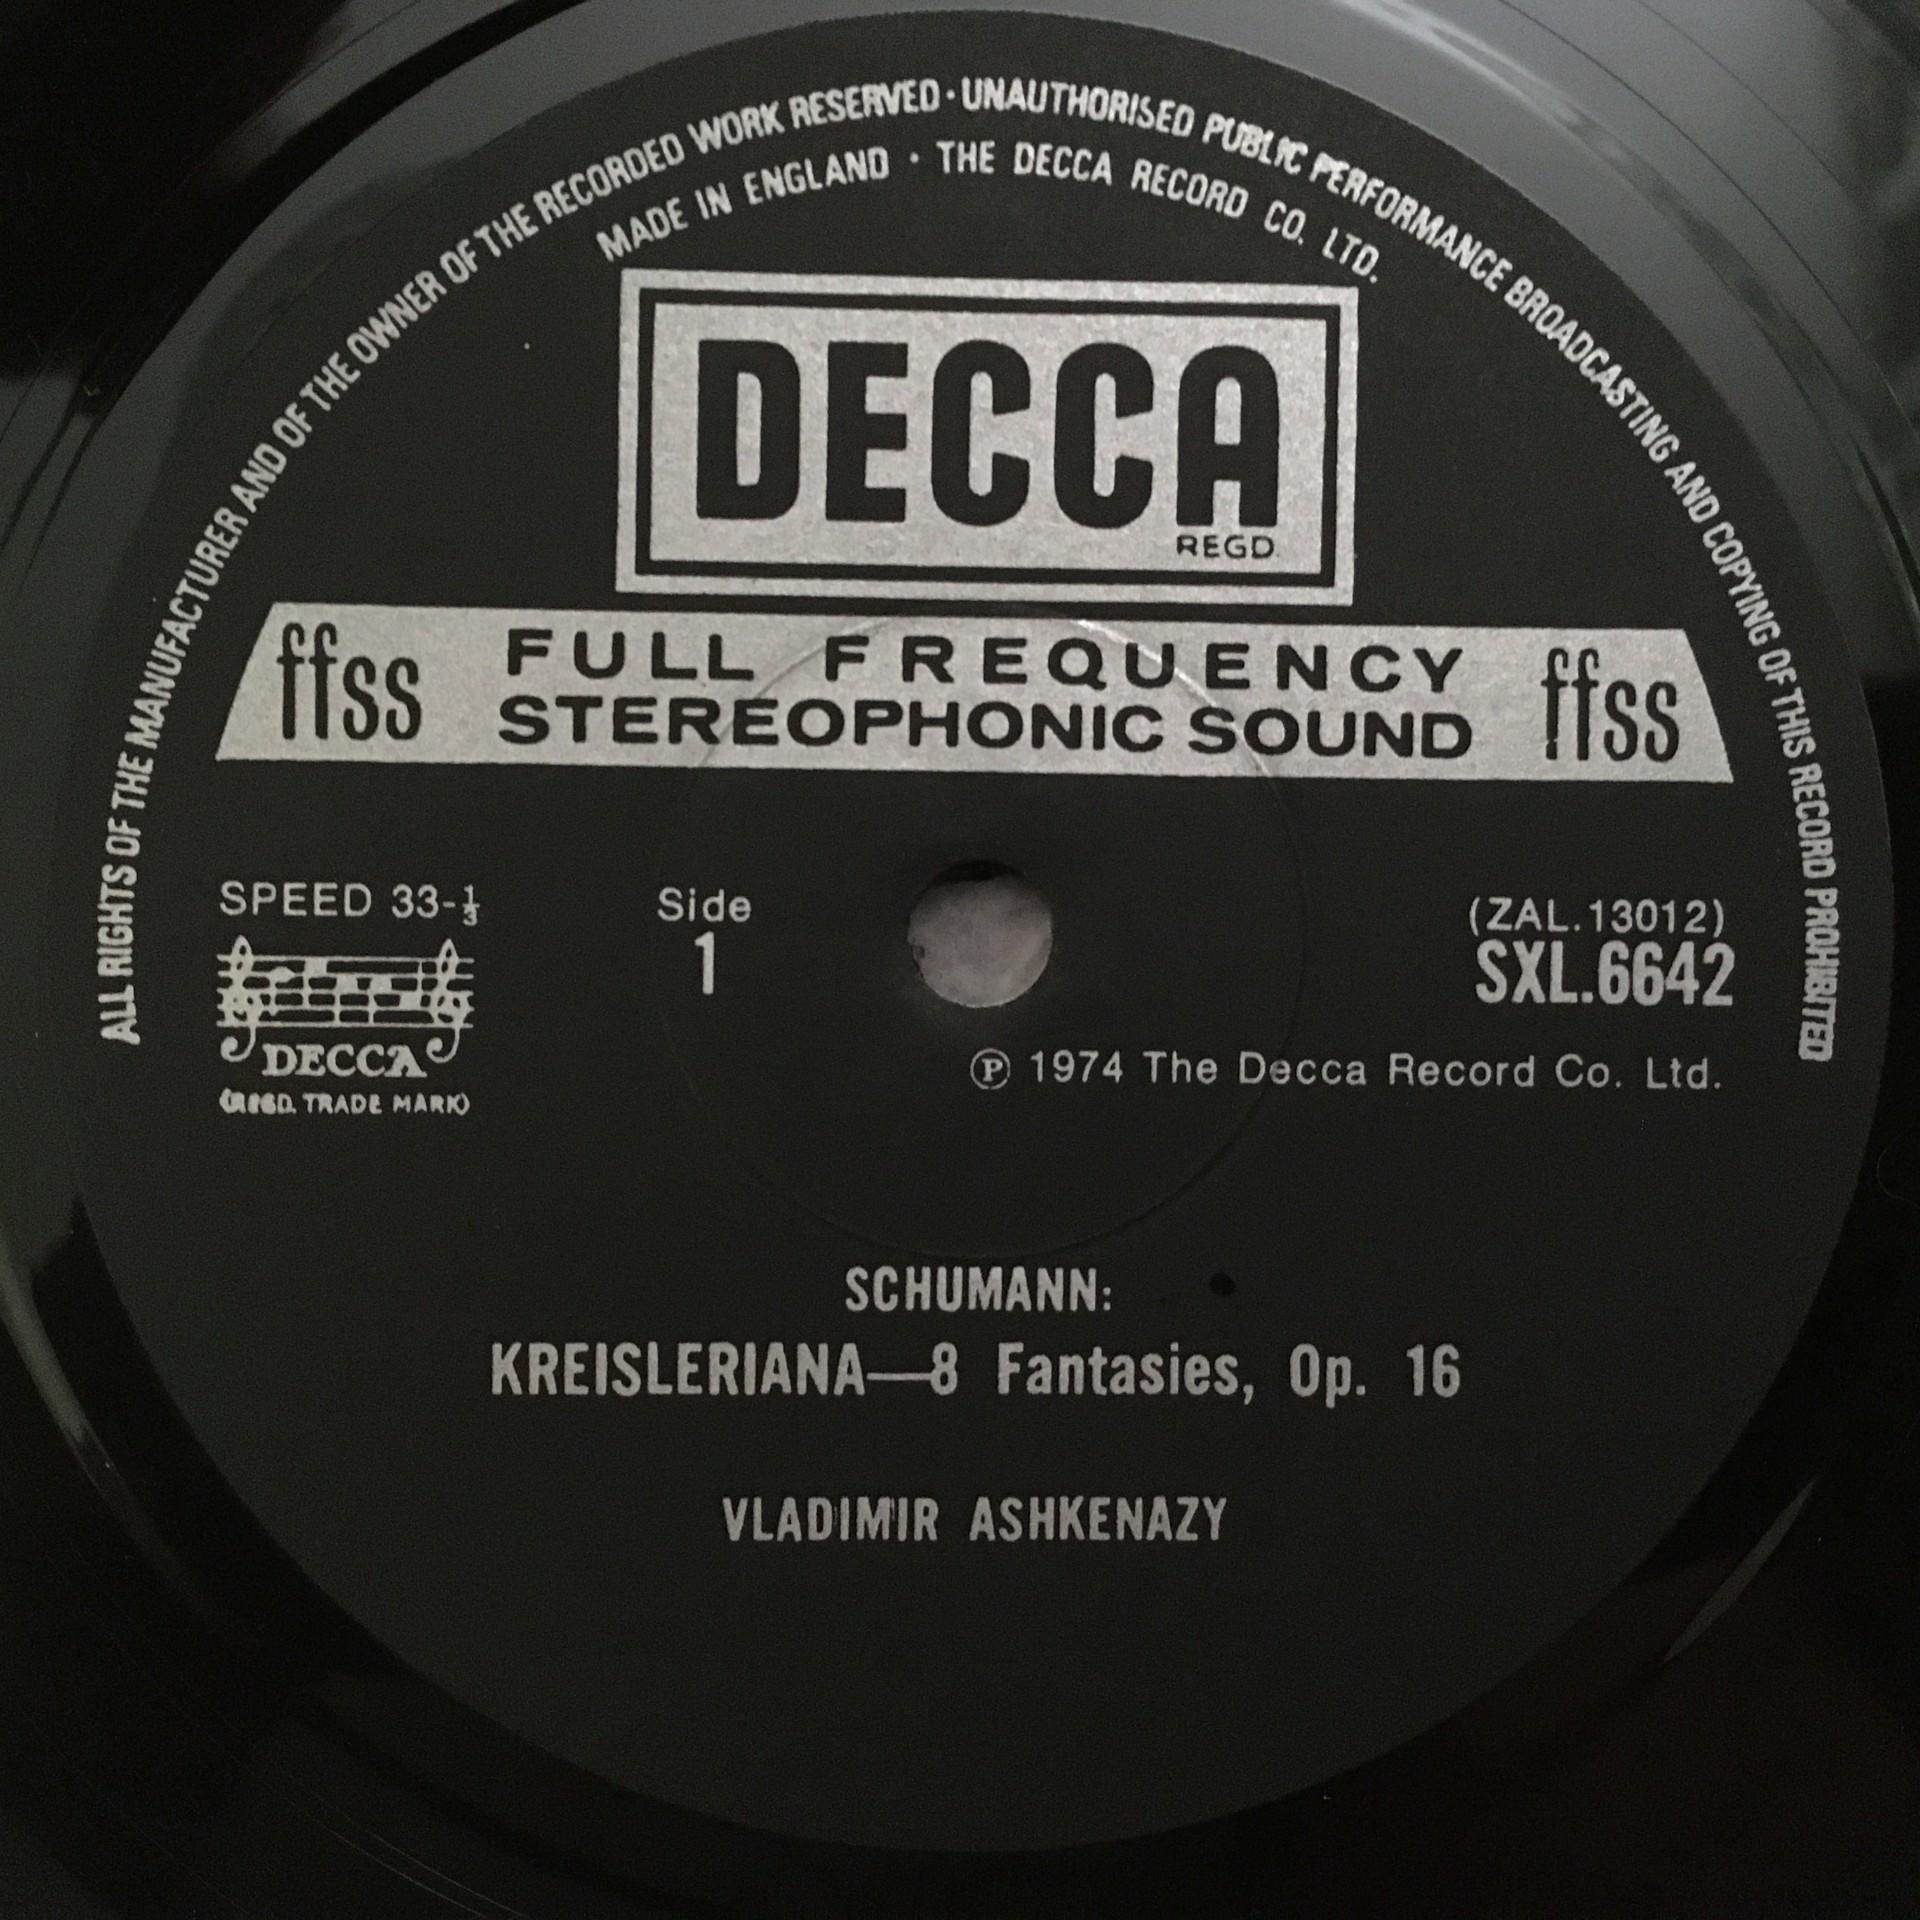 ALL RIGHTS OF THE MANUFACTURER AND OF THE OWNER OF THE RECORDED WORK RESERVED · UNAUTHORISED PUBLIC PERFORMANCE BROADCASTING AND COPYING OF THIS RECORD PROHIBITED
MADE IN ENGLAND · THE DECCA RECORD CO. LTD.
DECCA
REGD.
ffss FULL FREQUENCY ffss
STEREOPHONIC SOUND
SPEED 33-⅓
Side
1
(ZAL.13012)
SXL.6642
DECCA
(REGD. TRADE MARK)
℗ 1974 The Decca Record Co. Ltd.
SCHUMANN:
KREISLERIANA—8 Fantasies, Op. 16
VLADIMIR ASHKENAZY